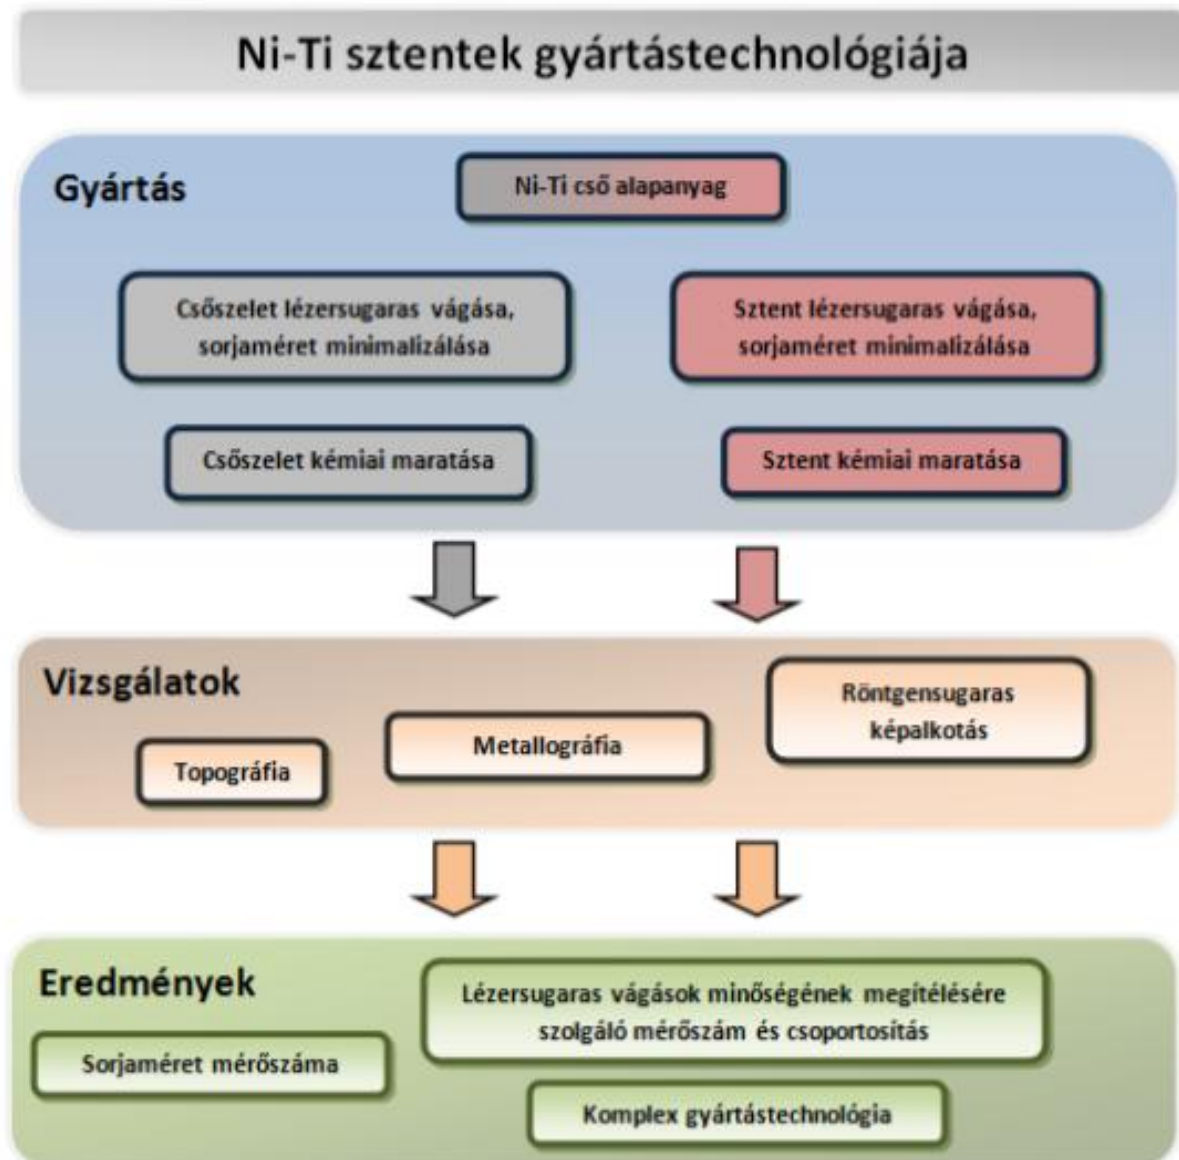 Ni-Ti sztentek gyártástechnológiája
Gyártás
Ni-Ti cső alapanyag
Csőszelet lézersugaras vágása,
sorjaméret minimalizálása
Sztent lézersugaras vágása,
sorjaméret minimalizálása
Csőszelet kémiai maratása
Sztent kémiai maratása
Vizsgálatok
Topográfia
Metallográfia
Röntgensugaras
képalkotás
Eredmények
Sorjaméret mérőszáma
Lézersugaras vágások minőségének megítélésére
szolgáló mérőszám és csoportosítás
Komplex gyártástechnológia